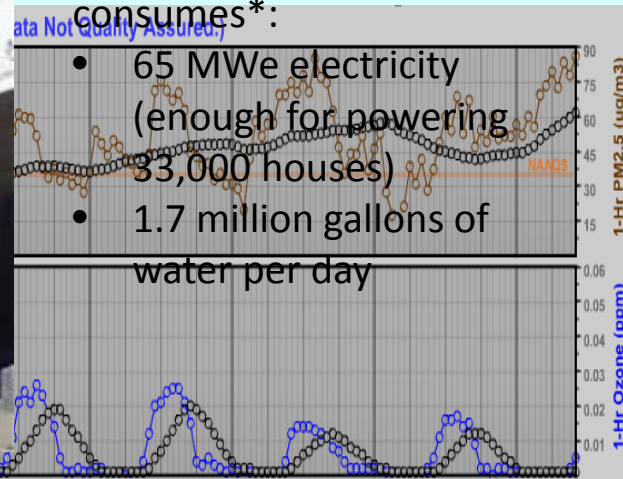 consumes*:
ata Not Quality Assured.)
• 65 MWe electricity
(enough for powering
33,000 houses)
• 1.7 million gallons of
water per day
90
75
60
45
30
15
NAAQS
1-Hr PM2.5 (ug/m3)
0.06
0.05
0.04
0.03
0.02
0.01
1-Hr Ozone (ppm)